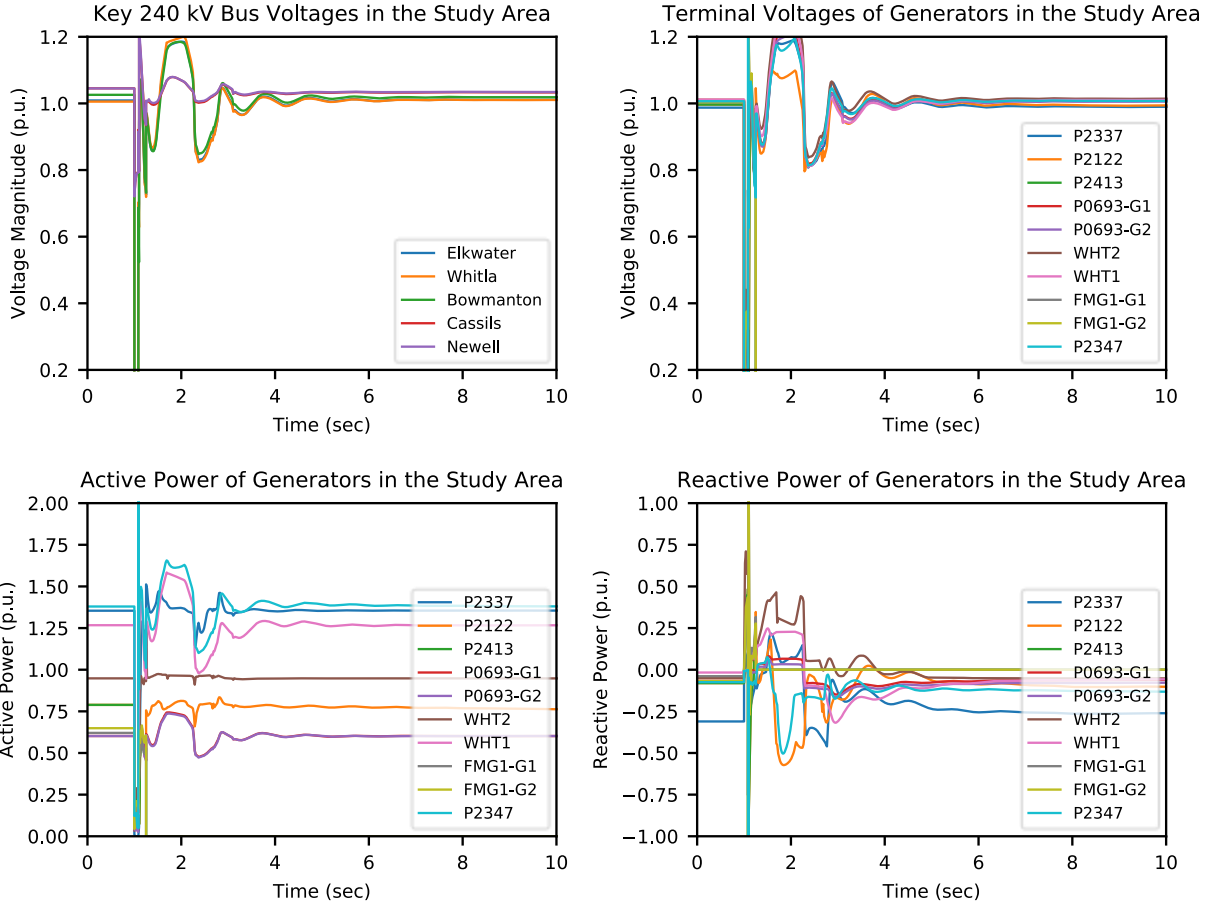 Key 240 kV Bus Voltages in the Study Area
1.2
1.0
0.8
0.6
0.4
0.2
Voltage Magnitude (p.u.)
Elkwater
Whitla
Bowmanton
Cassils
Newell
0 2 4 6 8 10
Time (sec)
Terminal Voltages of Generators in the Study Area
1.2
1.0
0.8
0.6
0.4
0.2
Voltage Magnitude (p.u.)
P2337
P2122
P2413
P0693-G1
P0693-G2
WHT2
WHT1
FMG1-G1
FMG1-G2
P2347
0 2 4 6 8 10
Time (sec)
Active Power of Generators in the Study Area
2.00
1.75
1.50
1.25
1.00
0.75
0.50
0.25
0.00
Active Power (p.u.)
P2337
P2122
P2413
P0693-G1
P0693-G2
WHT2
WHT1
FMG1-G1
FMG1-G2
P2347
0 2 4 6 8 10
Time (sec)
Reactive Power of Generators in the Study Area
1.00
0.75
0.50
0.25
0.00
−0.25
−0.50
−0.75
−1.00
Reactive Power (p.u.)
P2337
P2122
P2413
P0693-G1
P0693-G2
WHT2
WHT1
FMG1-G1
FMG1-G2
P2347
0 2 4 6 8 10
Time (sec)